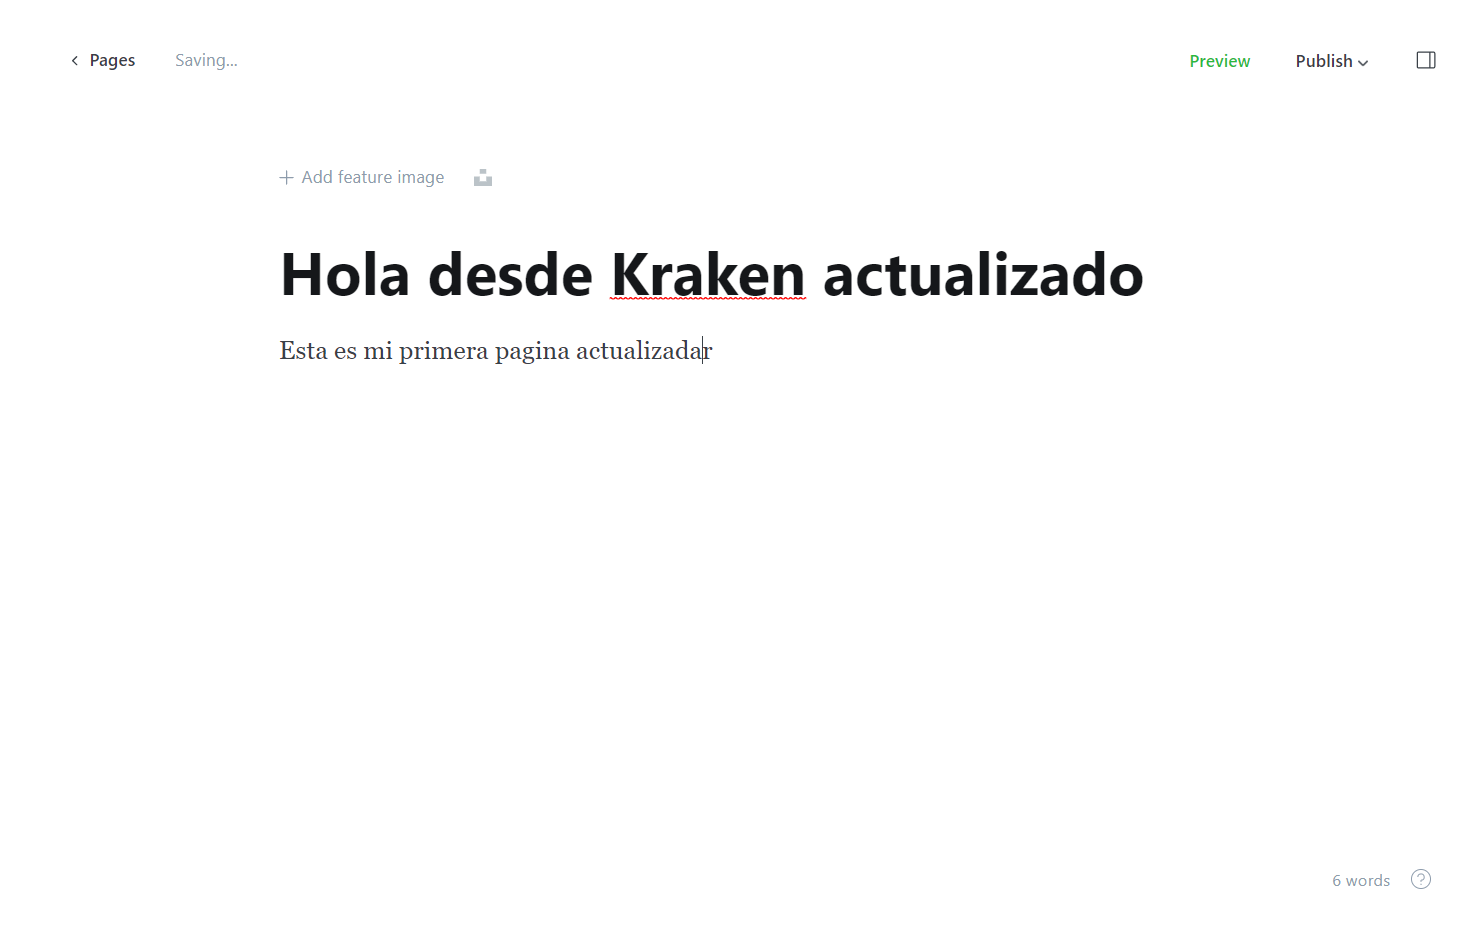 Pages
Saving...
Preview
Publish
Add feature image
Hola desde Kraken actualizado
Esta es mi primera pagina actualizadar
6 words
?